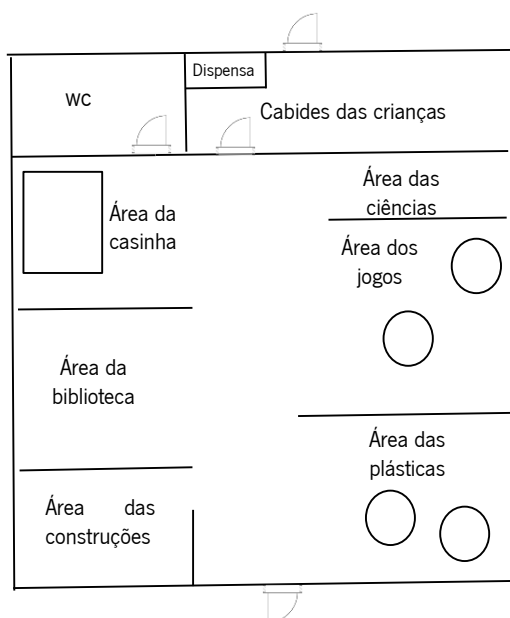 Dispensa
WC
Cabides das crianças
Área das
ciências
Área da
casinha
Área dos
jogos
Área da
biblioteca
Área das
plásticas
Área das
construções